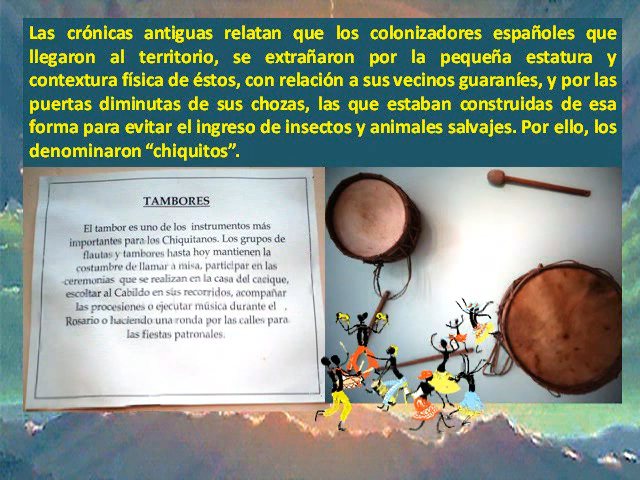 Las crónicas antiguas relatan que los colonizadores españoles que
llegaron al territorio, se extrañaron por la pequeña estatura y
contextura física de éstos, con relación a sus vecinos guaraníes, y por las
puertas diminutas de sus chozas, las que estaban construidas de esa
forma para evitar el ingreso de insectos y animales salvajes. Por ello, los
denominaron “chiquitos”.
TAMBORES
El tambor es uno de los instrumentos más
importantes para los Chiquitanos. Los grupos de
flautas y tambores hasta hoy mantienen la
costumbre de llamar a misa, participar en las
ceremonias que se realizan en la casa del cacique,
escoltar al Cabildo en sus recorridos, acompañar
las procesiones o ejecutar música durante el
Rosario o haciendo una ronda por las calles para
las fiestas patronales.